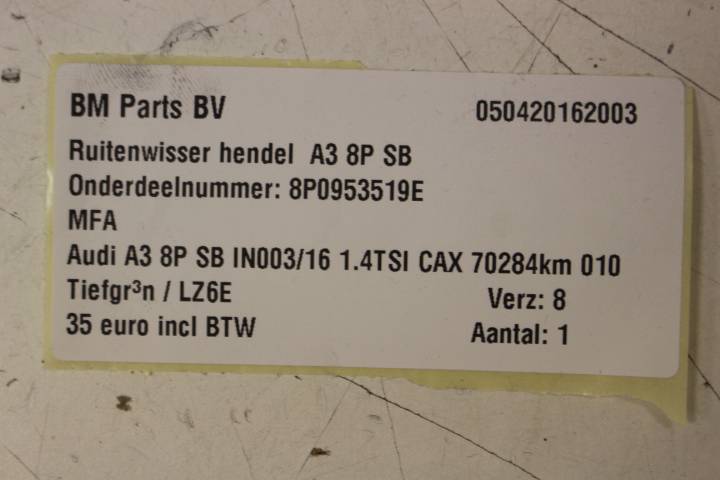 BM Parts BV 050420162003
Ruitenwisser hendel A3 8P SB
Onderdeelnummer: 8P0953519E
MFA
Audi A3 8P SB IN003/16 1.4TSI CAX 70284km 010
Tiefgr³n / LZ6E Verz: 8
35 euro incl BTW Aantal: 1